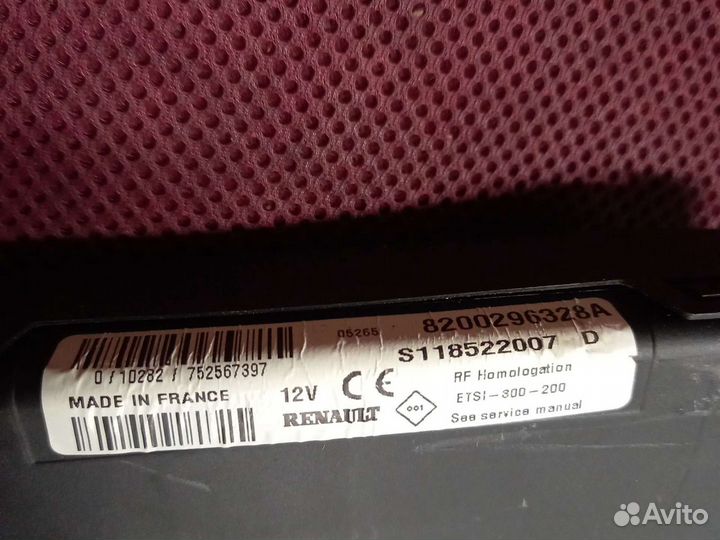 05265 8200296328A
S118522007 D
0 / 10282 / 752567397
MADE IN FRANCE
12V CE
RENAULT
001
RF Homologation
ETSI-300-200
See service manual
Avito